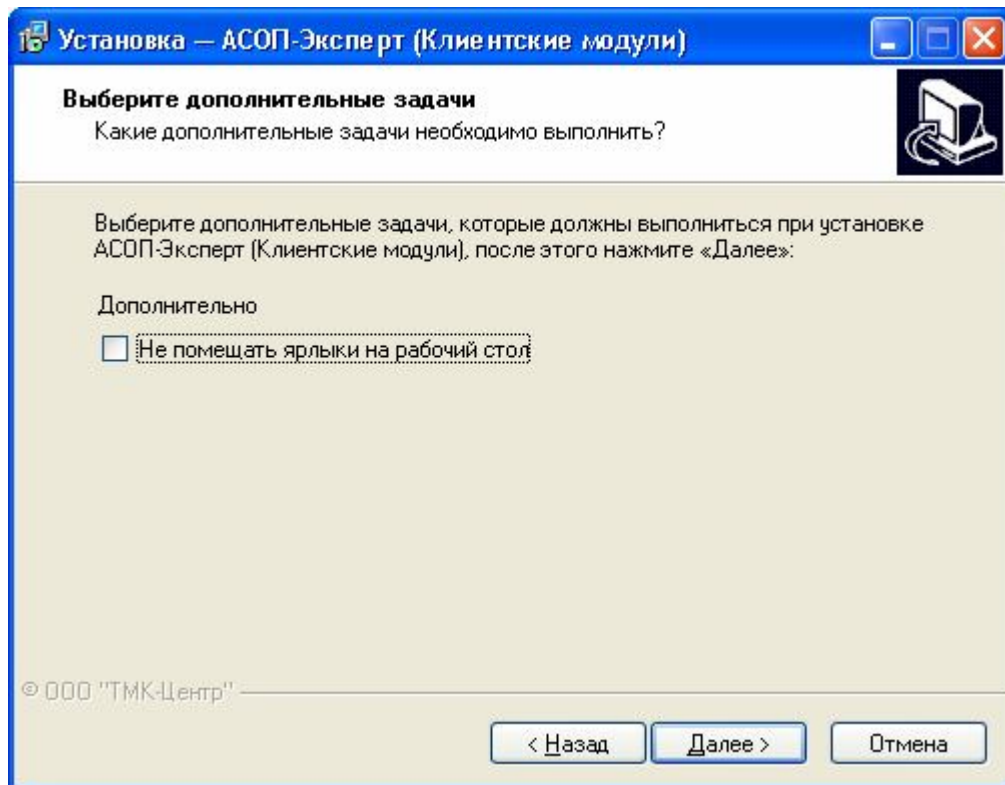 Установка — АСОП-Эксперт (Клиентские модули)
Выберите дополнительные задачи
Какие дополнительные задачи необходимо выполнить?
Выберите дополнительные задачи, которые должны выполниться при установке
АСОП-Эксперт (Клиентские модули), после этого нажмите «Далее»:
Дополнительно
Не помещать ярлыки на рабочий стол
© ООО "ТМК-Центр"
< Назад Далее > Отмена